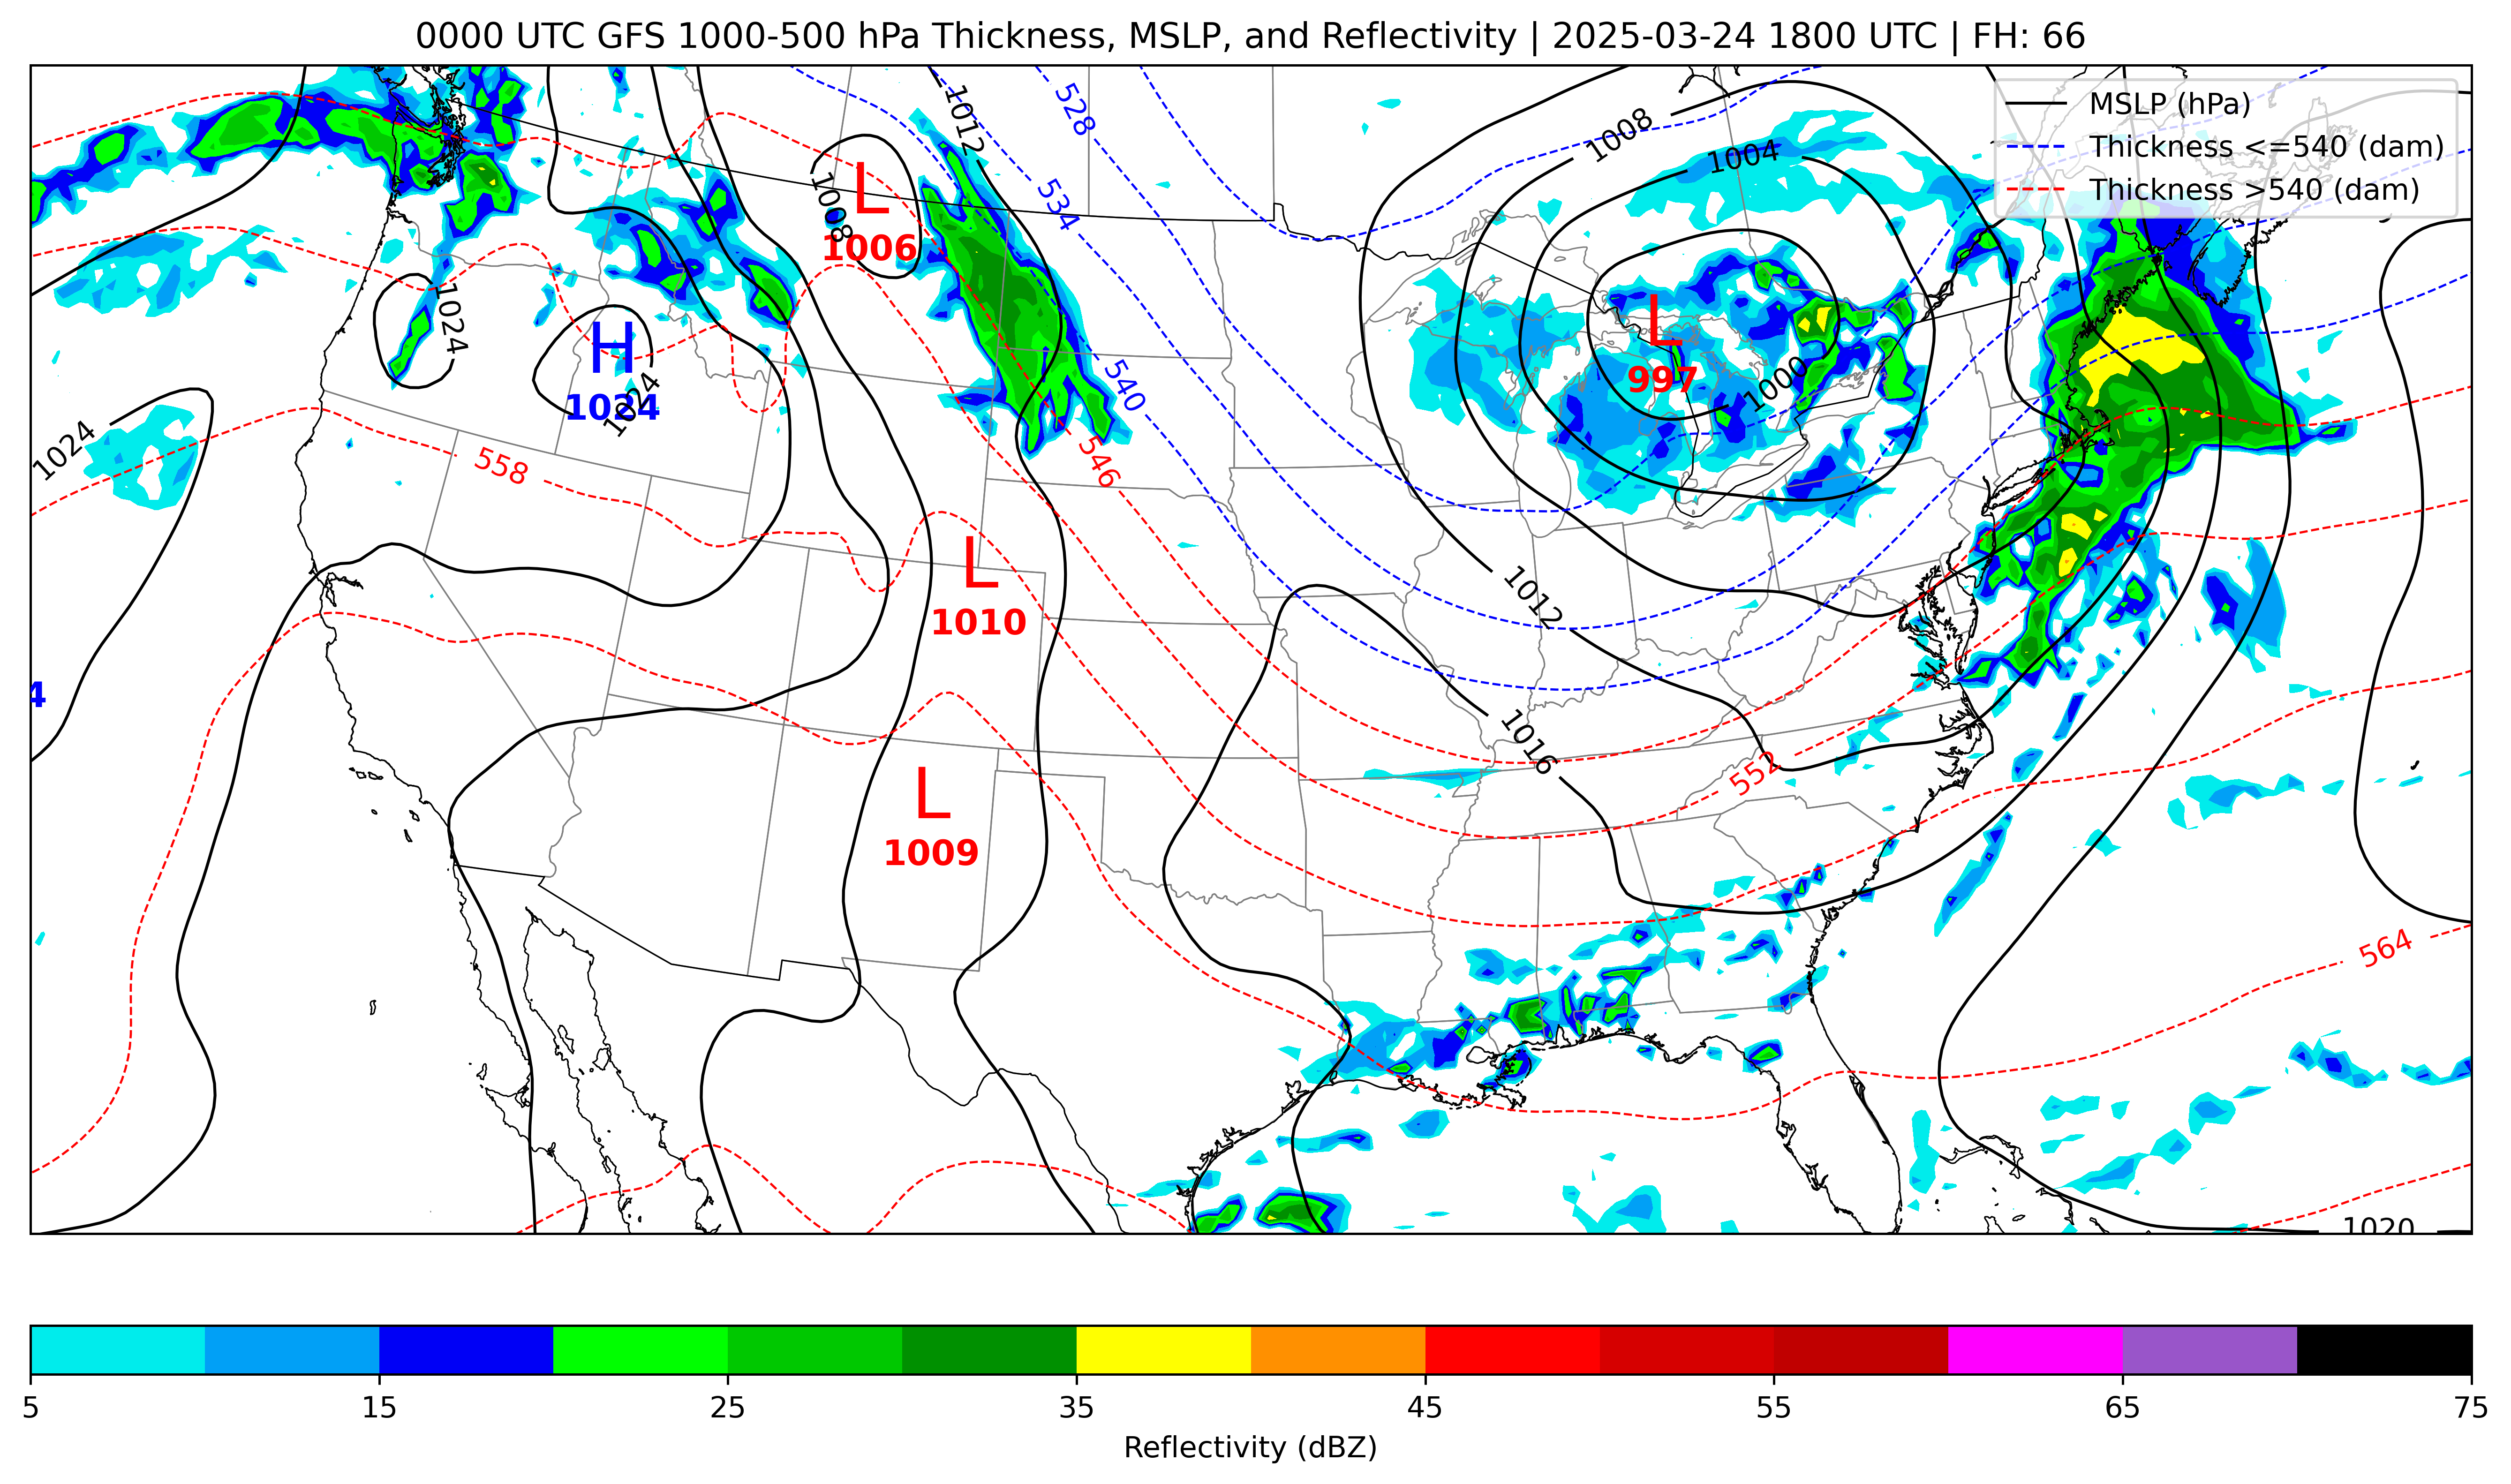 0000 UTC GFS 1000-500 hPa Thickness, MSLP, and Reflectivity | 2025-03-24 1800 UTC | FH: 66
MSLP (hPa)
Thickness <=540 (dam)
Thickness >540 (dam)
1012
528
1008
1004
L
1006
1008
534
1024
H
1024
1024
L
997
1000
540
1024
558
546
L
1010
1012
4
1016
552
L
1009
564
1020
5 15 25 35 45 55 65 75
Reflectivity (dBZ)